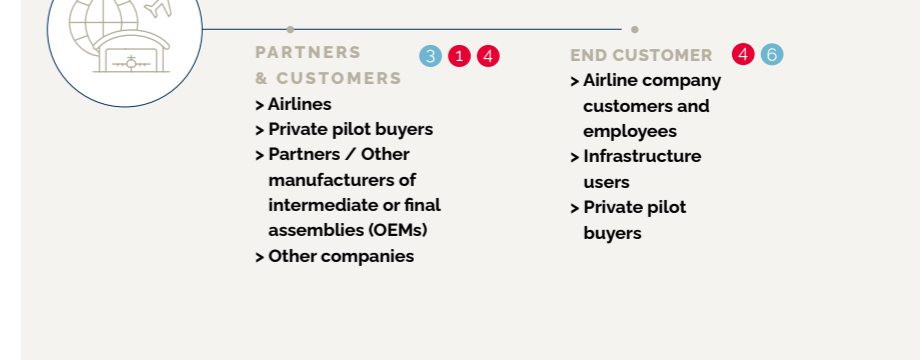 PARTNERS
& CUSTOMERS
3 1 4
> Airlines
> Private pilot buyers
> Partners / Other
manufacturers of
intermediate or final
assemblies (OEMs)
> Other companies
END CUSTOMER 4 6
> Airline company
customers and
employees
> Infrastructure
users
> Private pilot
buyers